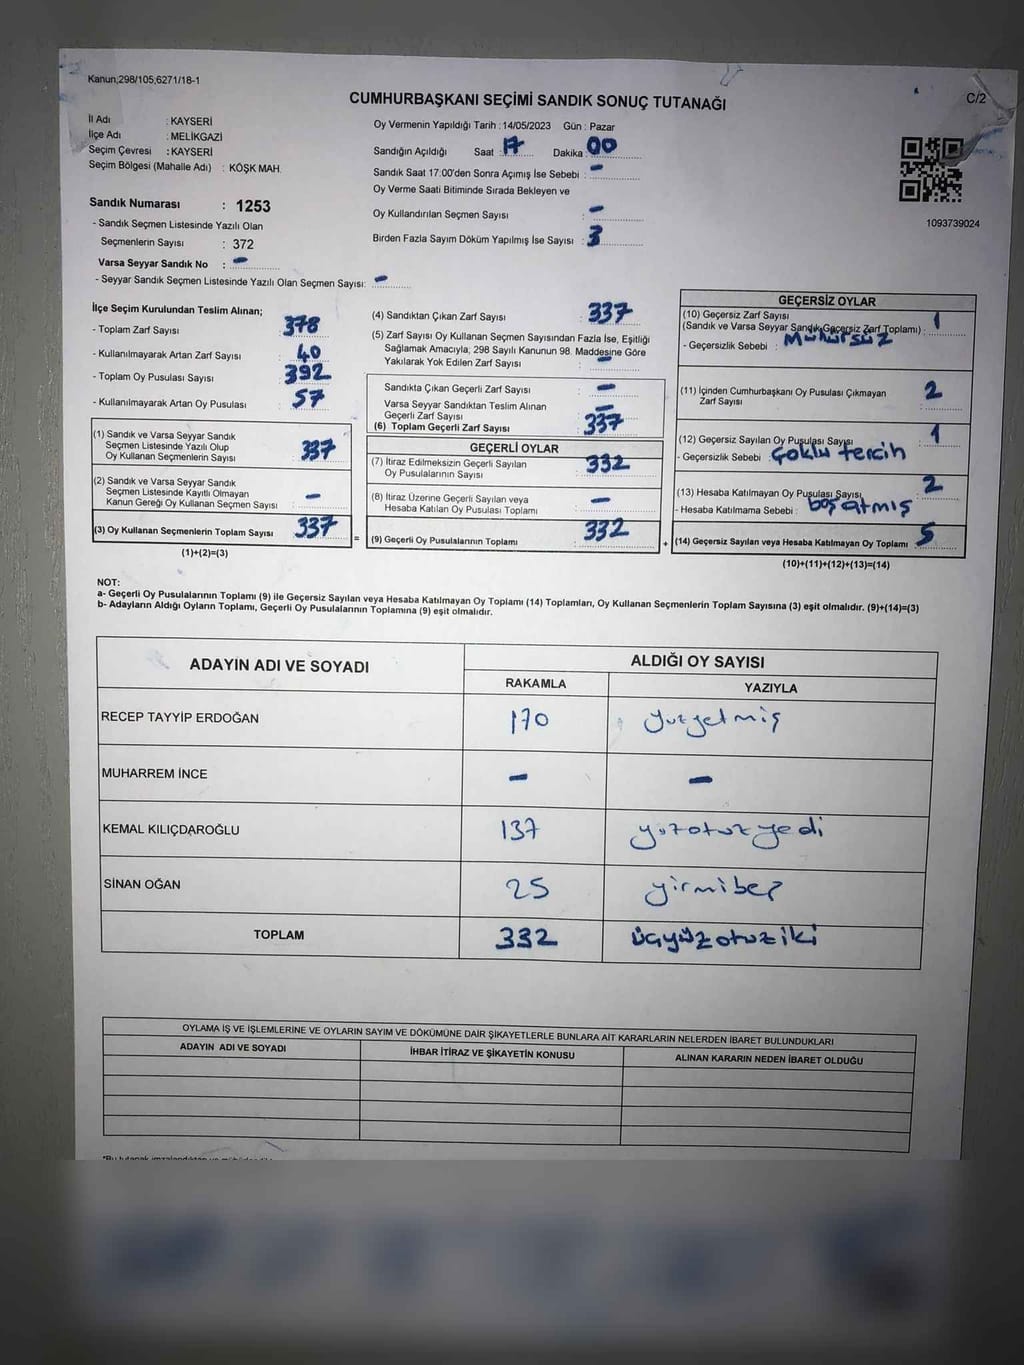 Kanun;298/105,6271/18-1
C/2
CUMHURBAŞKANI SEÇİMİ SANDIK SONUÇ TUTANAĞI
İl Adı : KAYSERİ
İlçe Adı : MELİKGAZİ
Seçim Çevresi : KAYSERİ
Seçim Bölgesi (Mahalle Adı) : KÖŞK MAH.
Sandık Numarası : 1253
- Sandık Seçmen Listesinde Yazılı Olan
Seçmenlerin Sayısı : 372
Varsa Seyyar Sandık No : -
- Seyyar Sandık Seçmen Listesinde Yazılı Olan Seçmen Sayısı: -
Oy Vermenin Yapıldığı Tarih : 14/05/2023 Gün : Pazar
Sandığın Açıldığı Saat : 17 Dakika : 00
Sandık Saat 17.00'den Sonra Açımış İse Sebebi : -
Oy Verme Saati Bitiminde Sırada Bekleyen ve
Oy Kullandırılan Seçmen Sayısı : -
Birden Fazla Sayım Döküm Yapılmış İse Sayısı : 3
1093739024
İlçe Seçim Kurulundan Teslim Alınan;
- Toplam Zarf Sayısı : 378
- Kullanılmayarak Artan Zarf Sayısı : 40
- Toplam Oy Pusulası Sayısı : 392
- Kullanılmayarak Artan Oy Pusulası : 57
(1) Sandık ve Varsa Seyyar Sandık
Seçmen Listesinde Yazılı Olup
Oy Kullanan Seçmenlerin Sayısı : 337
(2) Sandık ve Varsa Seyyar Sandık
Seçmen Listesinde Kayıtlı Olmayan
Kanun Gereği Oy Kullanan Seçmen Sayısı : -
(3) Oy Kullanan Seçmenlerin Toplam Sayısı : 337
(1)+(2)=(3)
=
(4) Sandıktan Çıkan Zarf Sayısı : 337
(5) Zarf Sayısı Oy Kullanan Seçmen Sayısından Fazla İse, Eşitliği
Sağlamak Amacıyla; 298 Sayılı Kanunun 98. Maddesine Göre
Yakılarak Yok Edilen Zarf Sayısı : -
Sandıkta Çıkan Geçerli Zarf Sayısı : -
Varsa Seyyar Sandıktan Teslim Alınan
Geçerli Zarf Sayısı : -
(6) Toplam Geçerli Zarf Sayısı : 337
GEÇERLİ OYLAR
(7) İtiraz Edilmeksizin Geçerli Sayılan
Oy Pusulalarının Sayısı : 332
(8) İtiraz Üzerine Geçerli Sayılan veya
Hesaba Katılan Oy Pusulası Toplamı : -
(9) Geçerli Oy Pusulalarının Toplamı : 332
+
GEÇERSİZ OYLAR
(10) Geçersiz Zarf Sayısı
(Sandık ve Varsa Seyyar Sandık Geçersiz Zarf Toplamı) : 1
- Geçersizlik Sebebi : Mühürsüz
(11) İçinden Cumhurbaşkanı Oy Pusulası Çıkmayan
Zarf Sayısı : 2
(12) Geçersiz Sayılan Oy Pusulası Sayısı : 1
- Geçersizlik Sebebi : Çoklu tercih
(13) Hesaba Katılmayan Oy Pusulası Sayısı : 2
- Hesaba Katılmama Sebebi : boş atmış
(14) Geçersiz Sayılan veya Hesaba Katılmayan Oy Toplamı : 5
(10)+(11)+(12)+(13)=(14)
NOT:
a- Geçerli Oy Pusulalarının Toplamı (9) ile Geçersiz Sayılan veya Hesaba Katılmayan Oy Toplamı (14) Toplamları, Oy Kullanan Seçmenlerin Toplam Sayısına (3) eşit olmalıdır. (9)+(14)=(3)
b- Adayların Aldığı Oyların Toplamı, Geçerli Oy Pusulalarının Toplamına (9) eşit olmalıdır.
ADAYIN ADI VE SOYADI ALDIĞI OY SAYISI
RAKAMLA YAZIYLA
RECEP TAYYİP ERDOĞAN 170 yüzyetmiş
MUHARREM İNCE - -
KEMAL KILIÇDAROĞLU 137 yüzotuzyedi
SİNAN OĞAN 25 yirmibeş
TOPLAM 332 üçyüzotuziki
OYLAMA İŞ VE İŞLEMLERİNE VE OYLARIN SAYIM VE DÖKÜMÜNE DAİR ŞİKAYETLERLE BUNLARA AİT KARARLARIN NELERDEN İBARET BULUNDUKLARI
ADAYIN ADI VE SOYADI İHBAR İTİRAZ VE ŞİKAYETİN KONUSU ALINAN KARARIN NEDEN İBARET OLDUĞU